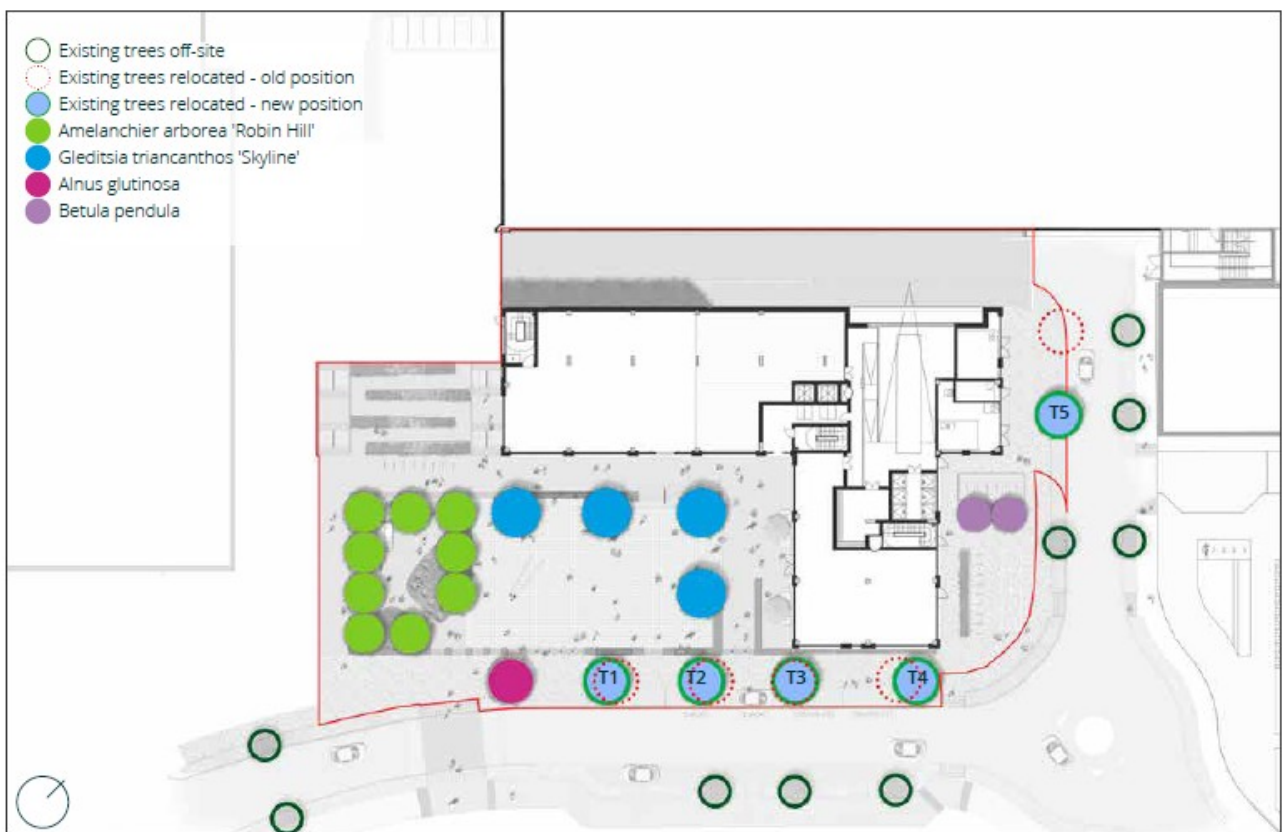 Existing trees off-site
Existing trees relocated - old position
Existing trees relocated - new position
Amelanchier arborea 'Robin Hill'
Gleditsia triancanthos 'Skyline'
Alnus glutinosa
Betula pendula
T5
T1 T2 T3 T4